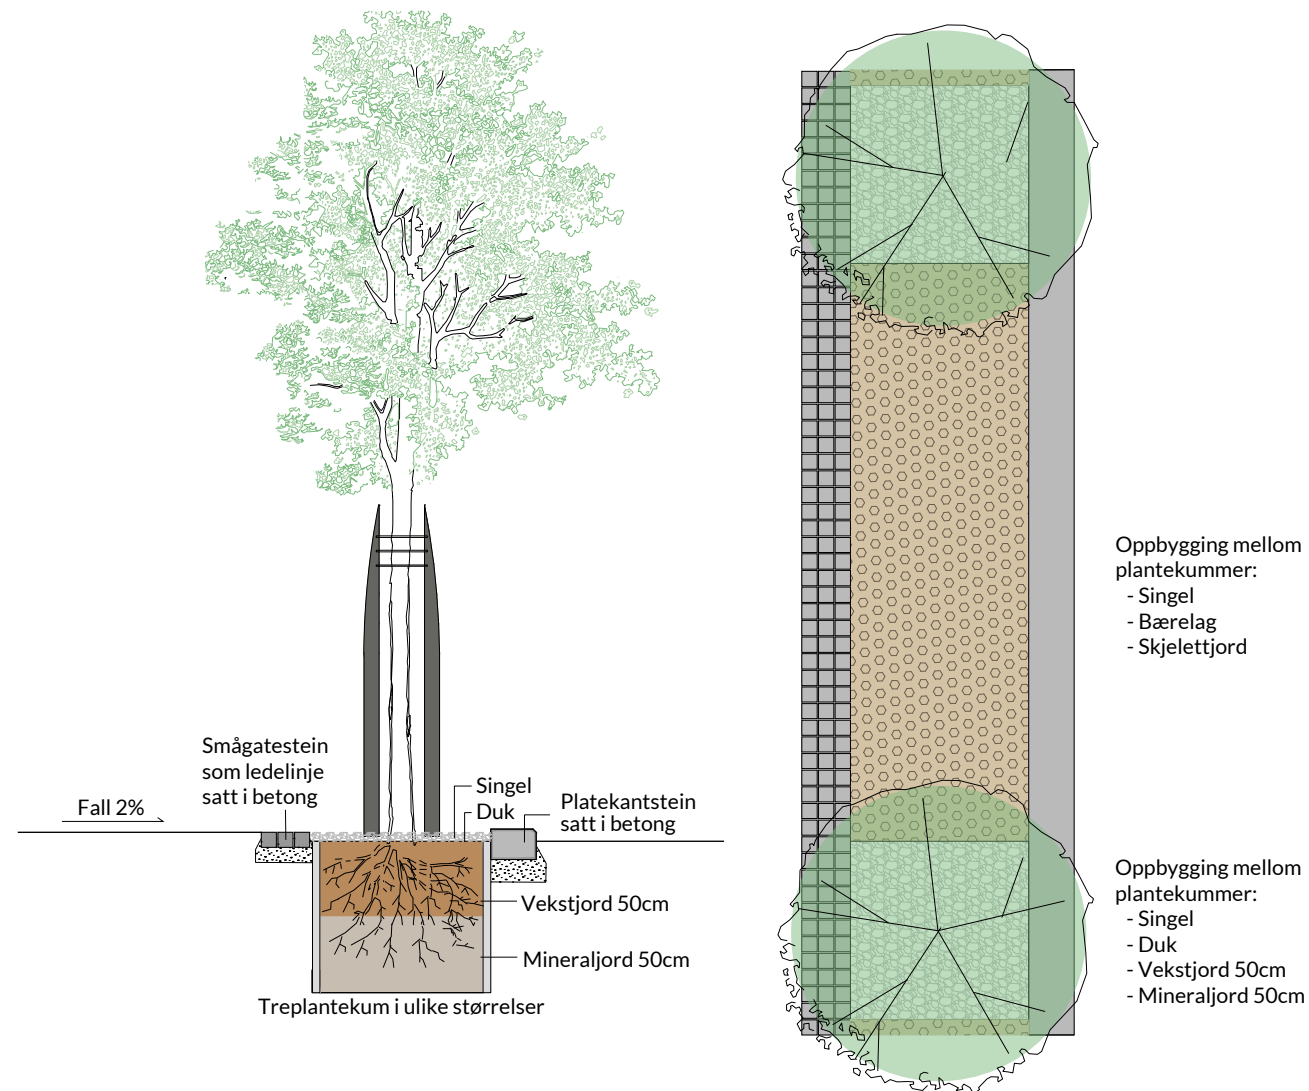 Smågatestein
som ledelinje
satt i betong
Fall 2%
Singel
Duk
Platekantstein
satt i betong
Vekstjord 50cm
Mineraljord 50cm
Treplantekum i ulike størrelser
Oppbygging mellom
plantekummer:
- Singel
- Bærelag
- Skjelettjord
Oppbygging mellom
plantekummer:
- Singel
- Duk
- Vekstjord 50cm
- Mineraljord 50cm